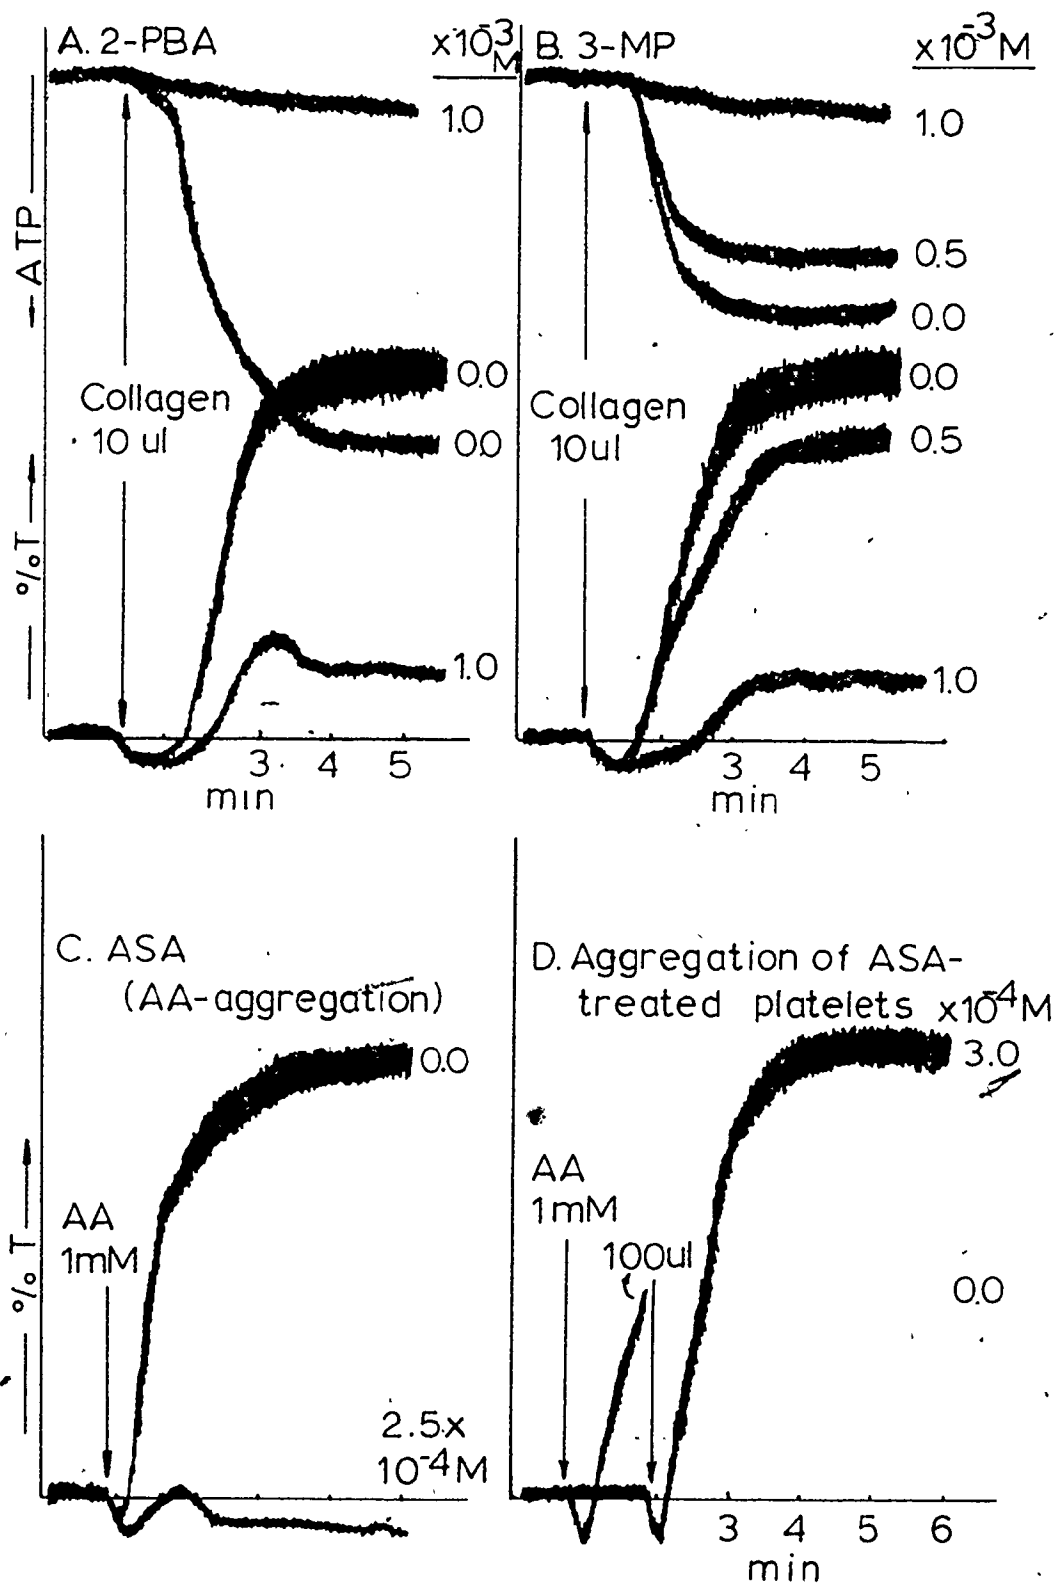 A. 2-PBA
x10⁻³
M
1.0
← ATP
Collagen
10 ul
0.0
0.0
%T →
1.0
3 4 5
min
B. 3-MP
x10⁻³M
1.0
0.5
0.0
0.0
Collagen
10ul
0.5
1.0
3 4 5
min
C. ASA
(AA-aggregation)
0.0
AA
1mM
% T →
2.5x
10⁻⁴M
D. Aggregation of ASA-
treated platelets x10⁻⁴M
3.0
AA
1mM
100ul
0.0
3 4 5 6
min